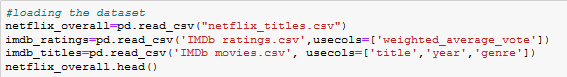 #loading the dataset
netflix_overall=pd.read_csv("netflix_titles.csv")
imdb_ratings=pd.read_csv('IMDb ratings.csv',usecols=['weighted_average_vote'])
imdb_titles=pd.read_csv('IMDb movies.csv', usecols=['title','year','genre'])
netflix_overall.head()